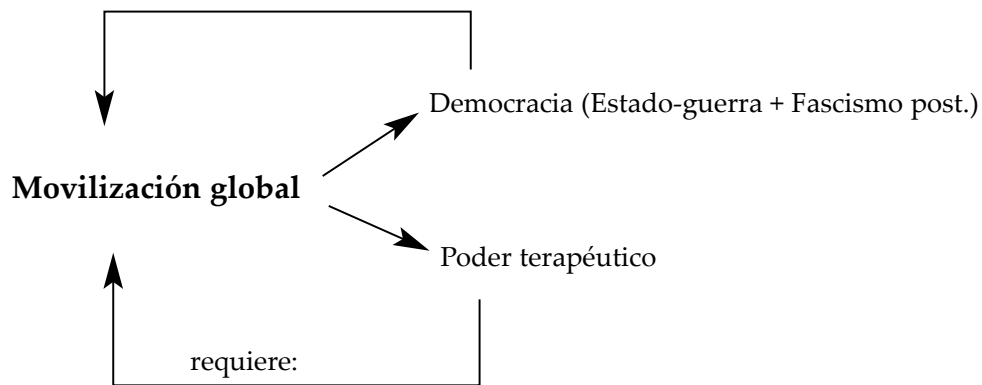 Democracia (Estado-guerra + Fascismo post.)
Movilización global
Poder terapéutico
requiere: